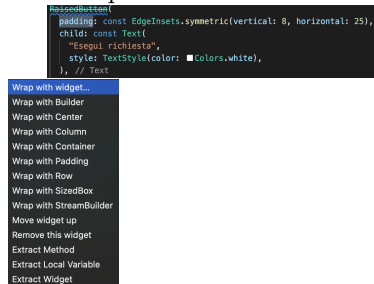 RaisedButton(
padding: const EdgeInsets.symmetric(vertical: 8, horizontal: 25),
child: const Text(
"Esegui richiesta",
style: TextStyle(color: Colors.white),
), // Text
Wrap with widget...
Wrap with Builder
Wrap with Center
Wrap with Column
Wrap with Container
Wrap with Padding
Wrap with Row
Wrap with SizedBox
Wrap with StreamBuilder
Move widget up
Remove this widget
Extract Method
Extract Local Variable
Extract Widget